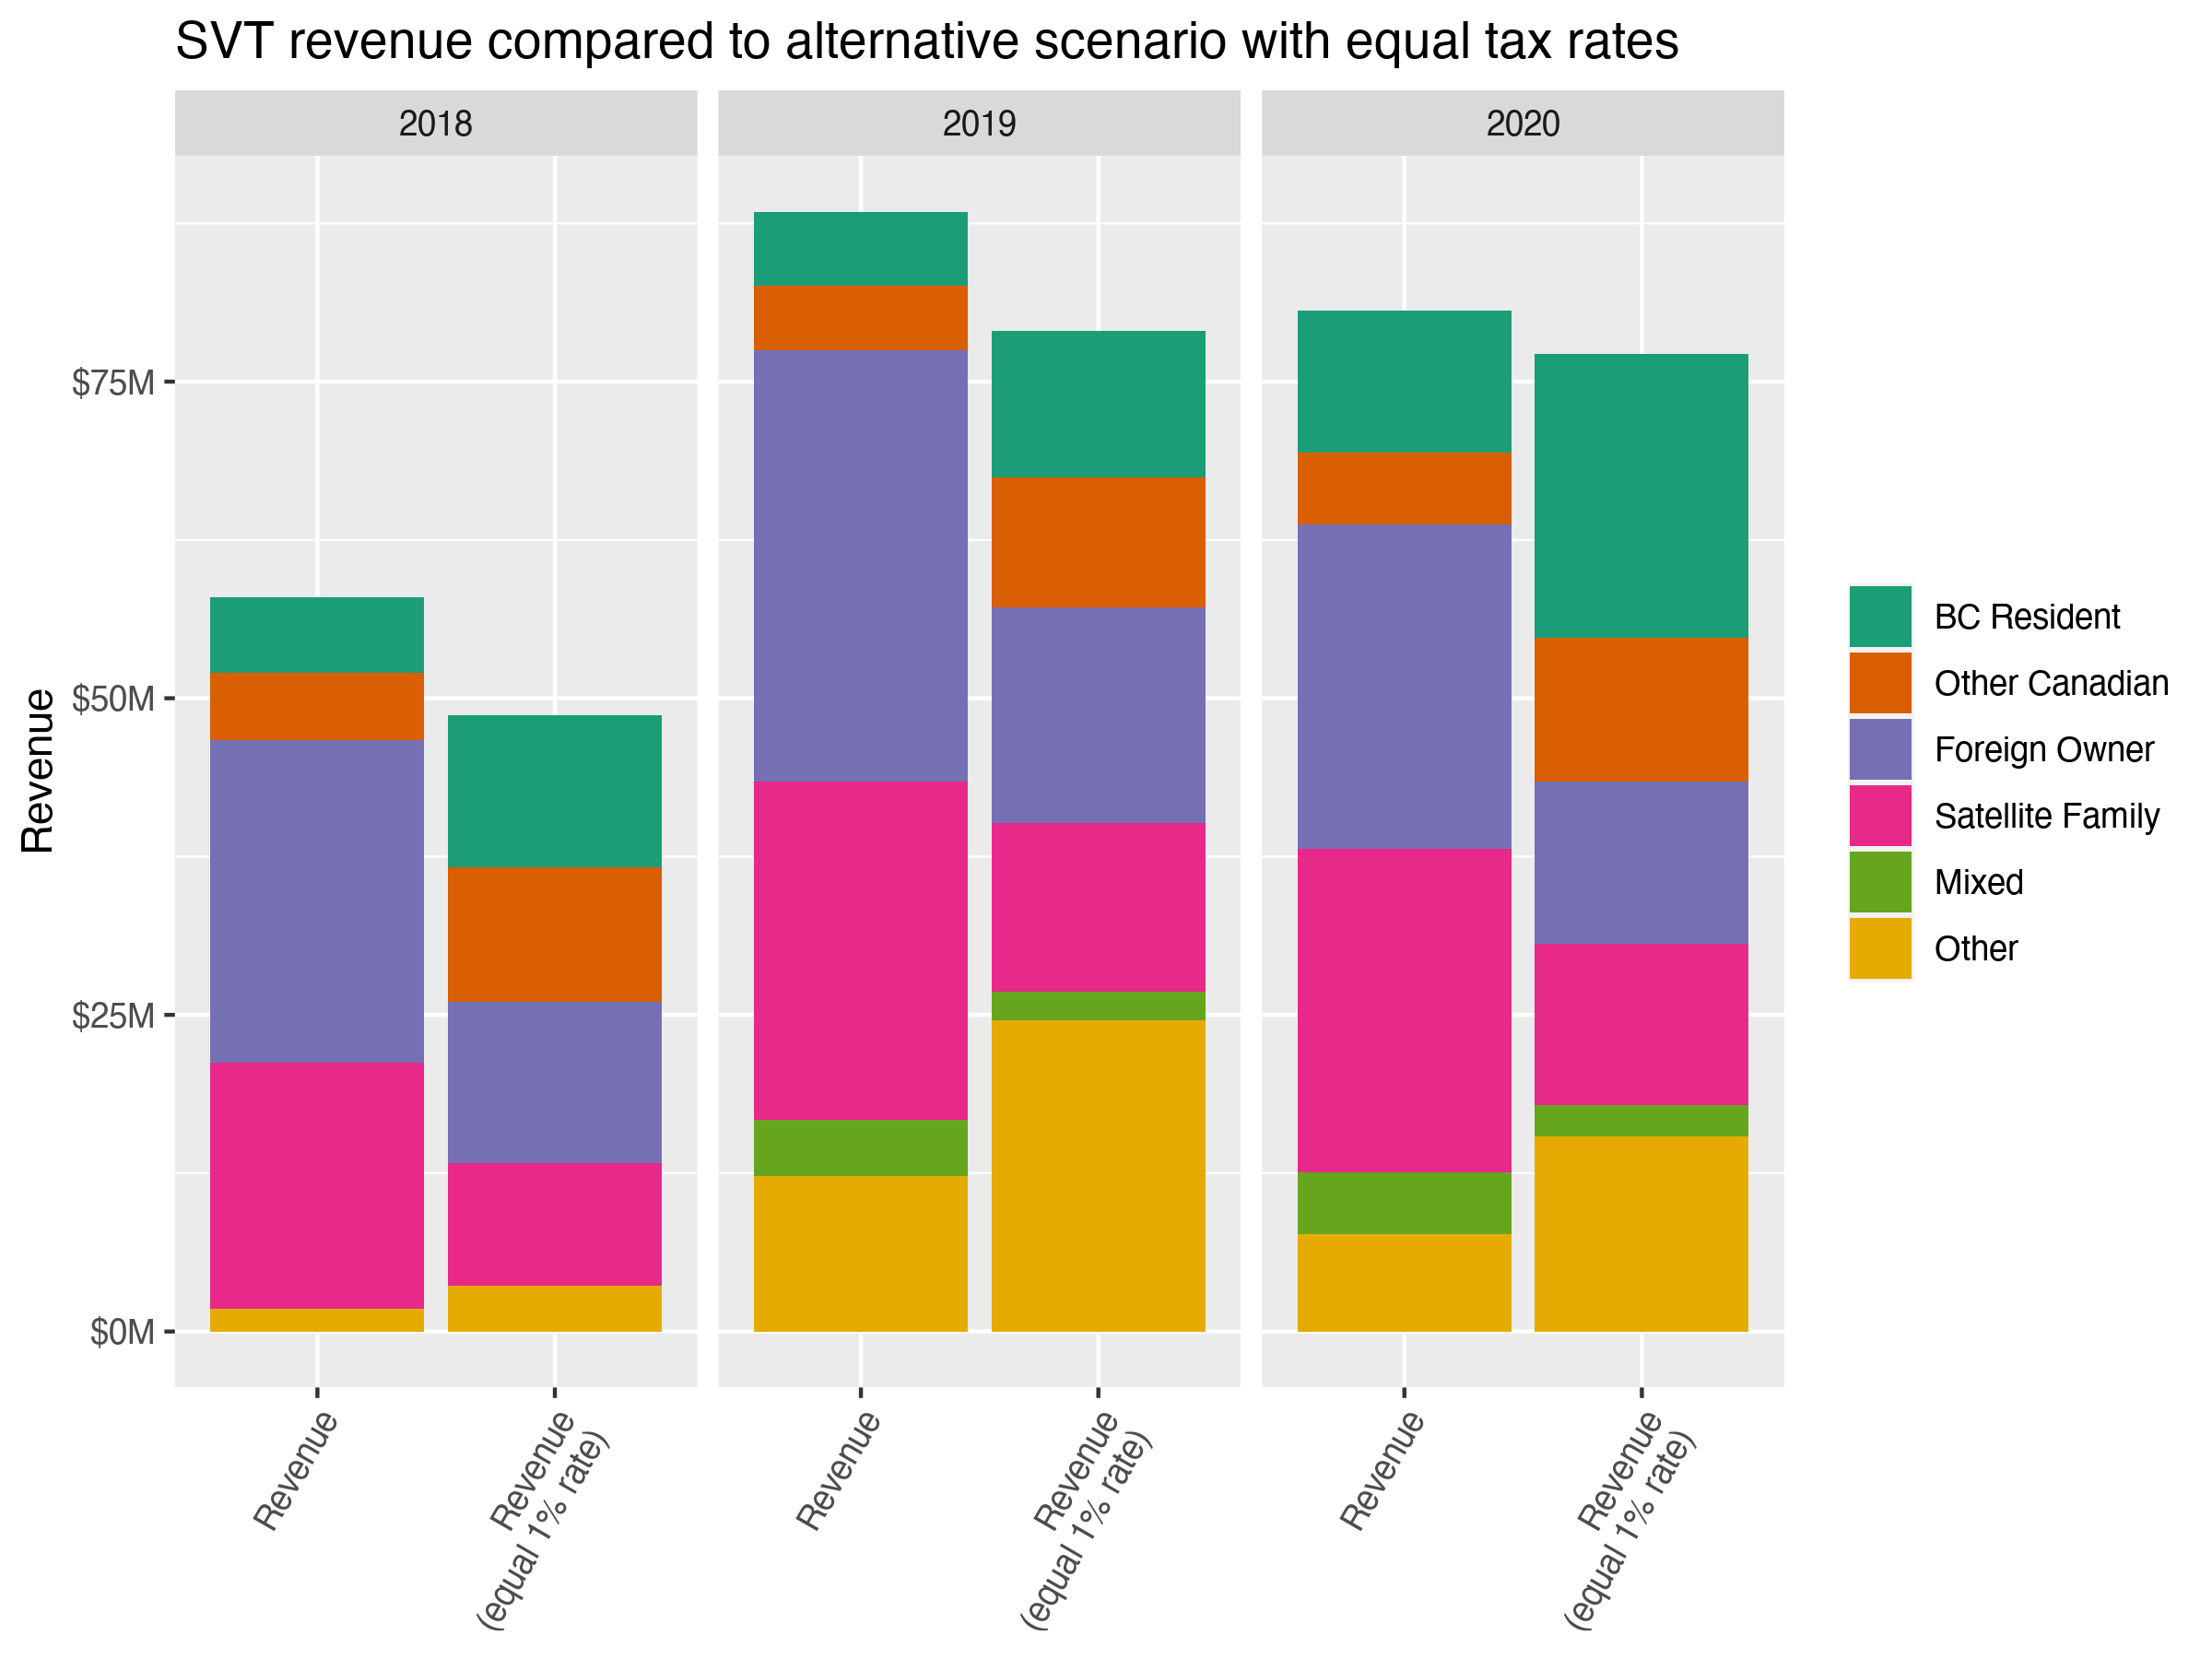 SVT revenue compared to alternative scenario with equal tax rates
2018
2019
2020
Revenue
$75M
$50M
$25M
$0M
Revenue
Revenue
(equal 1% rate)
Revenue
Revenue
(equal 1% rate)
Revenue
Revenue
(equal 1% rate)
BC Resident
Other Canadian
Foreign Owner
Satellite Family
Mixed
Other